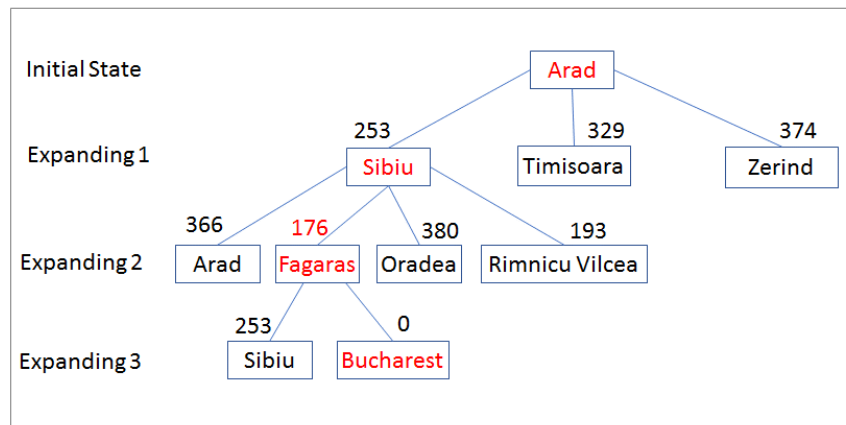 Initial State
Arad
253
329
374
Expanding 1
Sibiu
Timisoara
Zerind
366
176
380
193
Expanding 2
Arad
Fagaras
Oradea
Rimnicu Vilcea
253
0
Expanding 3
Sibiu
Bucharest